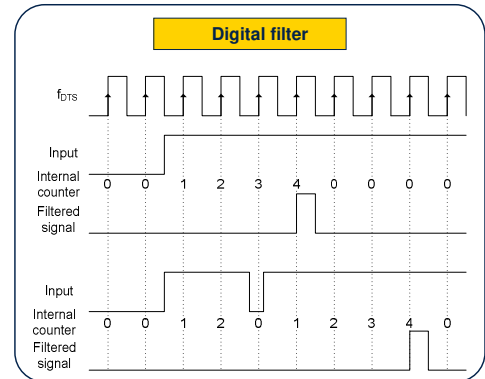 Digital filter
fDTS
Input
Internal
counter
0 0 1 2 3 4 0 0 0 0
Filtered
signal
Input
Internal
counter
0 0 1 2 0 1 2 3 4 0
Filtered
signal